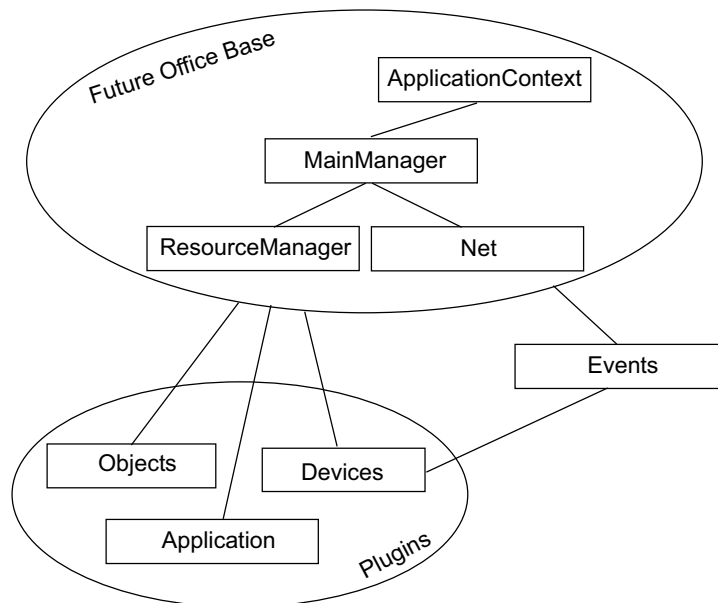 Future Office Base
ApplicationContext
MainManager
ResourceManager
Net
Events
Objects
Devices
Application
Plugins